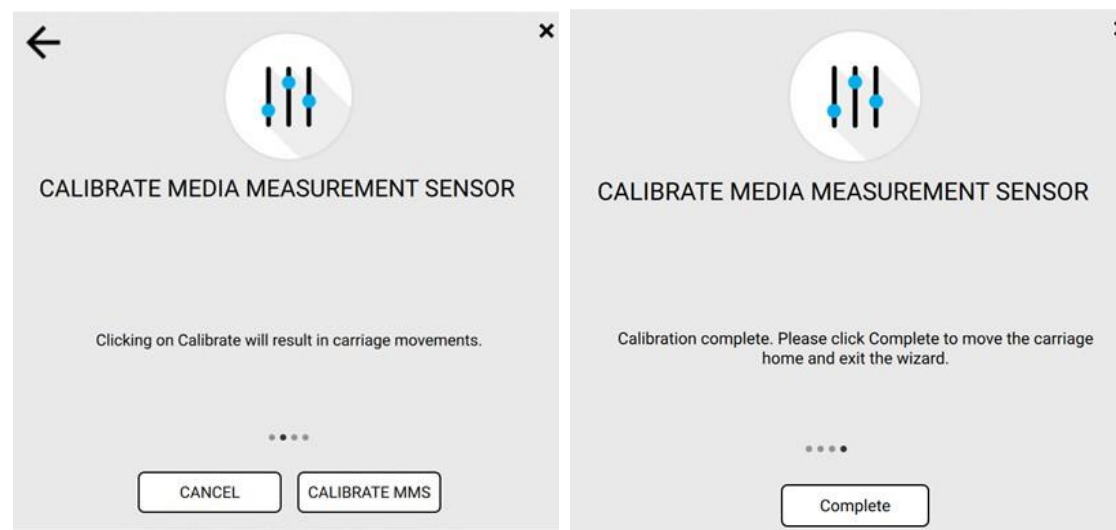 CALIBRATE MEDIA MEASUREMENT SENSOR
Clicking on Calibrate will result in carriage movements.
CANCEL
CALIBRATE MMS
CALIBRATE MEDIA MEASUREMENT SENSOR
Calibration complete. Please click Complete to move the carriage
home and exit the wizard.
Complete